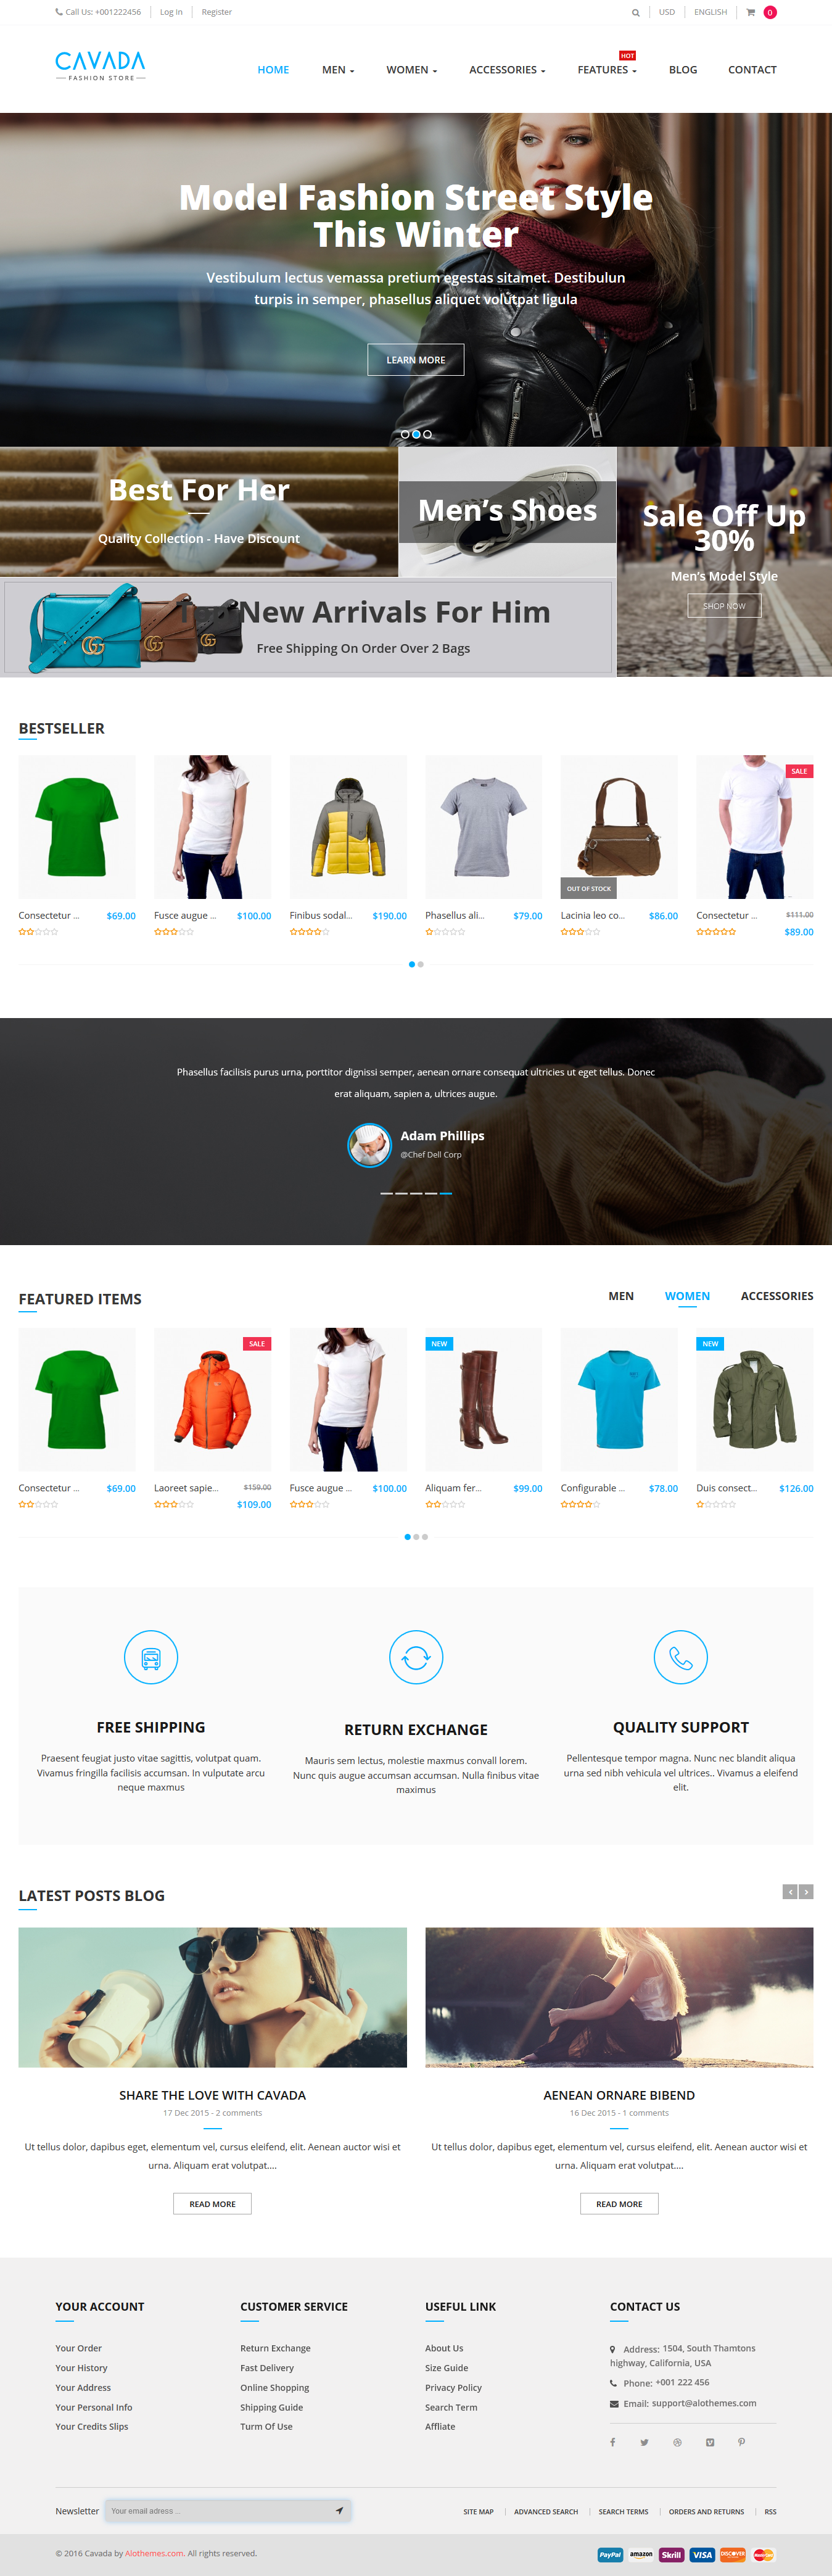 Call Us: +001222456
Log In
Register
USD
ENGLISH
0
CAVADA
FASHION STORE
HOME
MEN
WOMEN
ACCESSORIES
HOT
FEATURES
BLOG
CONTACT
Model Fashion Street Style
This Winter
Vestibulum lectus vemassa pretium egestas sitamet. Destibulun
turpis in semper, phasellus aliquet volutpat ligula
LEARN MORE
Best For Her
Quality Collection - Have Discount
Men's Shoes
Sale Off Up
30%
Men's Model Style
SHOP NOW
New Arrivals For Him
Free Shipping On Order Over 2 Bags
BESTSELLER
SALE
OUT OF STOCK
Consectetur ... $69.00
Fusce augue ... $100.00
Finibus sodal... $190.00
Phasellus ali... $79.00
Lacinia leo co... $86.00
Consectetur ... $111.00
$89.00
Phasellus facilisis purus urna, porttitor dignissi semper, aenean ornare consequat ultricies ut eget tellus. Donec
erat aliquam, sapien a, ultrices augue.
Adam Phillips
@Chef Dell Corp
FEATURED ITEMS
MEN
WOMEN
ACCESSORIES
SALE
NEW
NEW
Consectetur ... $69.00
Laoreet sapie... $159.00
$109.00
Fusce augue ... $100.00
Aliquam fer... $99.00
Configurable ... $78.00
Duis consect... $126.00
FREE SHIPPING
Praesent feugiat justo vitae sagittis, volutpat quam.
Vivamus fringilla facilisis accumsan. In vulputate arcu
neque maxmus
RETURN EXCHANGE
Mauris sem lectus, molestie maxmus convall lorem.
Nunc quis augue accumsan accumsan. Nulla finibus vitae
maximus
QUALITY SUPPORT
Pellentesque tempor magna. Nunc nec blandit aliqua
urna sed nibh vehicula vel ultrices.. Vivamus a eleifend
elit.
LATEST POSTS BLOG
SHARE THE LOVE WITH CAVADA
17 Dec 2015 - 2 comments
Ut tellus dolor, dapibus eget, elementum vel, cursus eleifend, elit. Aenean auctor wisi et
urna. Aliquam erat volutpat....
READ MORE
AENEAN ORNARE BIBEND
16 Dec 2015 - 1 comments
Ut tellus dolor, dapibus eget, elementum vel, cursus eleifend, elit. Aenean auctor wisi et
urna. Aliquam erat volutpat....
READ MORE
YOUR ACCOUNT
Your Order
Your History
Your Address
Your Personal Info
Your Credits Slips
CUSTOMER SERVICE
Return Exchange
Fast Delivery
Online Shopping
Shipping Guide
Turm Of Use
USEFUL LINK
About Us
Size Guide
Privacy Policy
Search Term
Affliate
CONTACT US
Address: 1504, South Thamtons
highway, California, USA
Phone: +001 222 456
Email: support@alothemes.com
Newsletter
Your email adress ...
SITE MAP
ADVANCED SEARCH
SEARCH TERMS
ORDERS AND RETURNS
RSS
© 2016 Cavada by Alothemes.com. All rights reserved.
PayPal
amazon
Skrill
VISA
DISCOVER
MasterCard